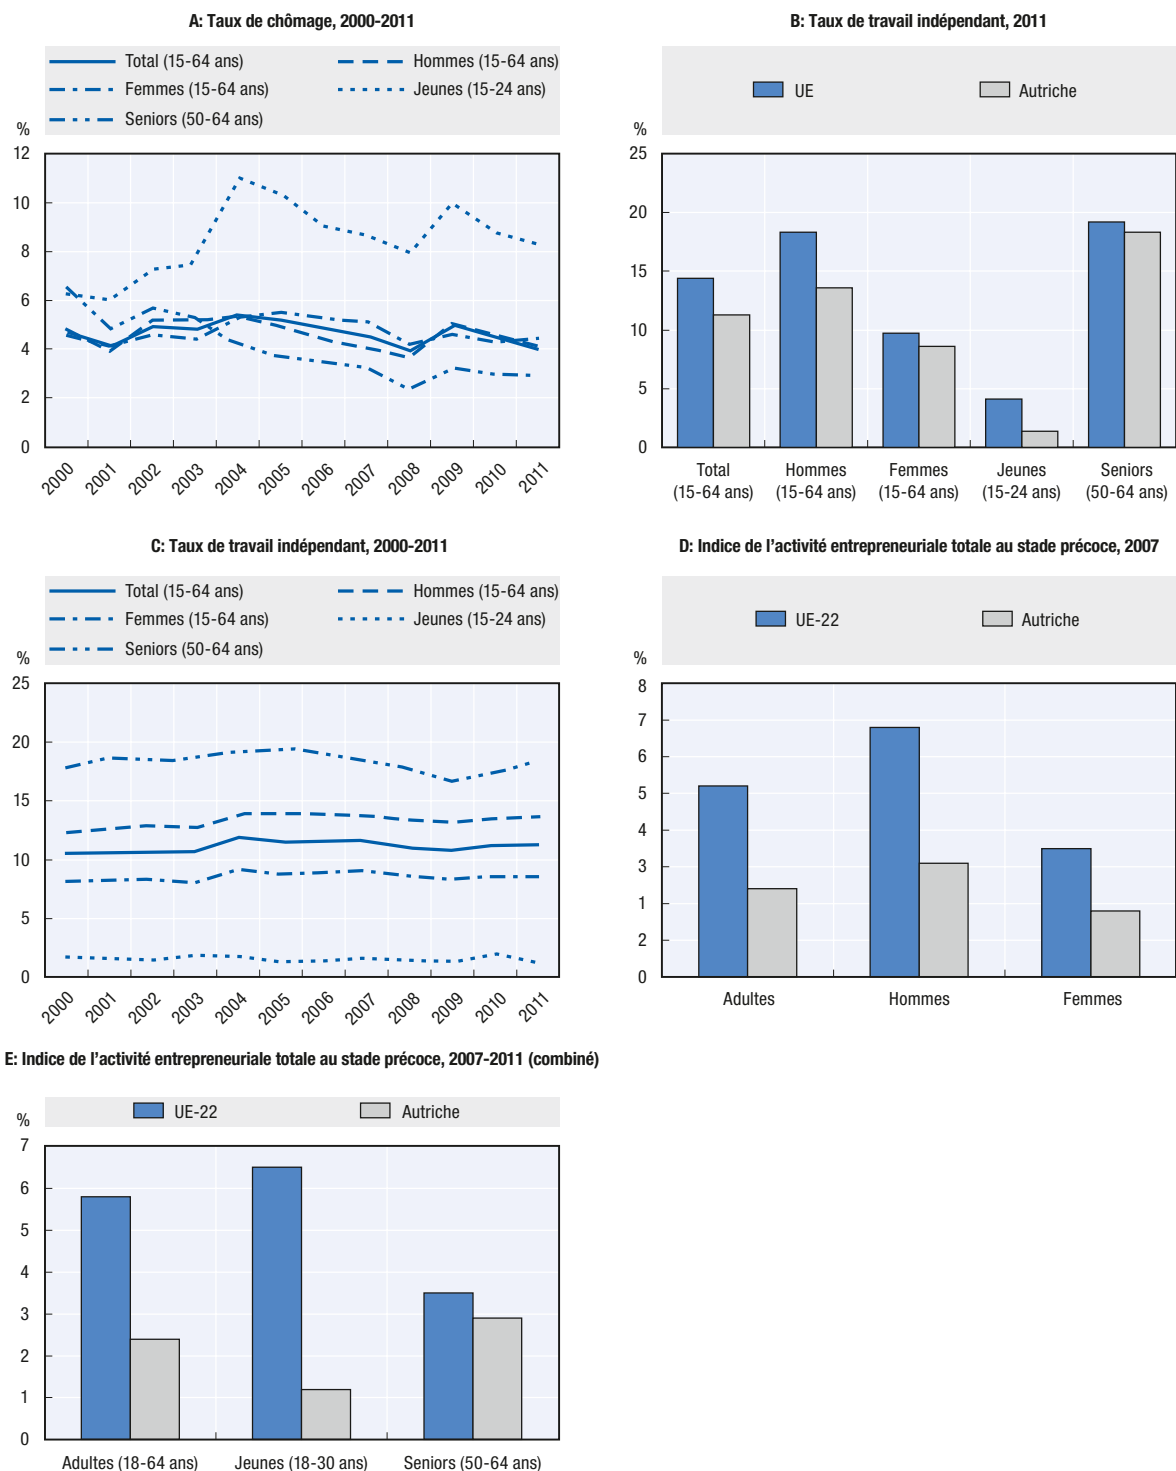 A: Taux de chômage, 2000-2011
Total (15-64 ans)
Hommes (15-64 ans)
Femmes (15-64 ans)
Jeunes (15-24 ans)
Seniors (50-64 ans)
%
12
10
8
6
4
2
0
2000
2001
2002
2003
2004
2005
2006
2007
2008
2009
2010
2011
B: Taux de travail indépendant, 2011
UE
Autriche
%
25
20
15
10
5
0
Total
(15-64 ans)
Hommes
(15-64 ans)
Femmes
(15-64 ans)
Jeunes
(15-24 ans)
Seniors
(50-64 ans)
C: Taux de travail indépendant, 2000-2011
Total (15-64 ans)
Hommes (15-64 ans)
Femmes (15-64 ans)
Jeunes (15-24 ans)
Seniors (50-64 ans)
%
25
20
15
10
5
0
2000
2001
2002
2003
2004
2005
2006
2007
2008
2009
2010
2011
D: Indice de l’activité entrepreneuriale totale au stade précoce, 2007
UE-22
Autriche
%
8
7
6
5
4
3
1
2
0
Adultes
Hommes
Femmes
E: Indice de l’activité entrepreneuriale totale au stade précoce, 2007-2011 (combiné)
UE-22
Autriche
%
7
6
5
4
3
2
1
0
Adultes (18-64 ans)
Jeunes (18-30 ans)
Seniors (50-64 ans)